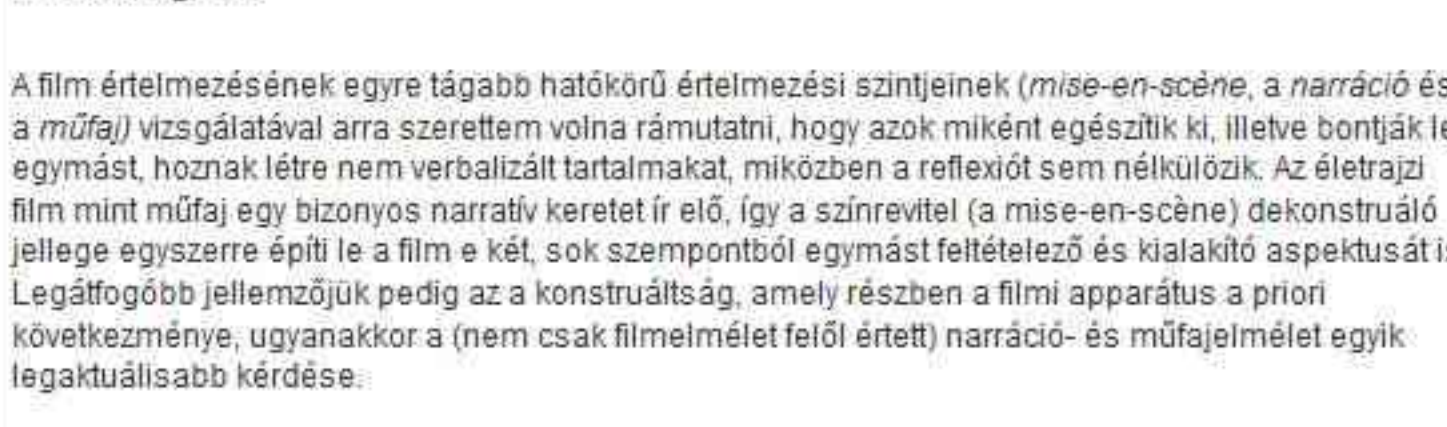 A film értelmezésének egyre tágabb hatókörű értelmezési szintjeinek (mise-en-scène, a narráció és
a műfaj) vizsgálatával arra szerettem volna rámutatni, hogy azok miként egészítik ki, illetve bontják le
egymást, hoznak létre nem verbalizált tartalmakat, miközben a reflexiót sem nélkülözik. Az életrajzi
film mint műfaj egy bizonyos narratív keretet ír elő, így a színrevitel (a mise-en-scène) dekonstruáló
jellege egyszerre építi le a film e két, sok szempontból egymást feltételező és kialakító aspektusát is.
Legátfogóbb jellemzőjük pedig az a konstruáltság, amely részben a filmi apparátus a priori
következménye, ugyanakkor a (nem csak filmelmélet felől értett) narráció- és műfajelmélet egyik
legaktuálisabb kérdése.